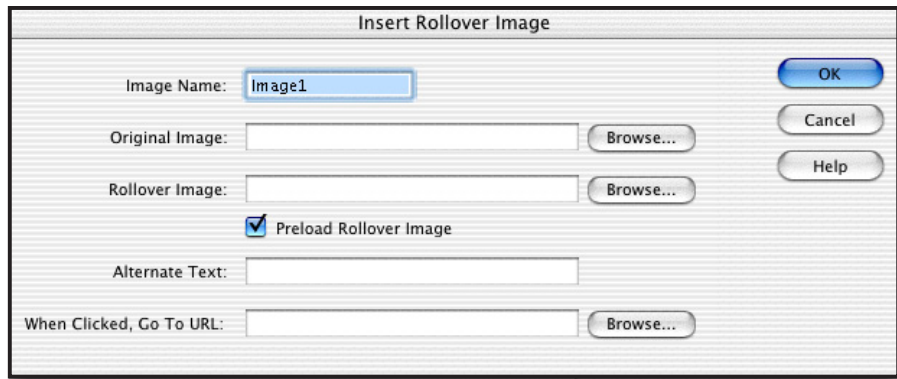 Insert Rollover Image
Image Name: Image1
OK
Original Image: Browse...
Cancel
Rollover Image: Browse...
Help
Preload Rollover Image
Alternate Text:
When Clicked, Go To URL: Browse...